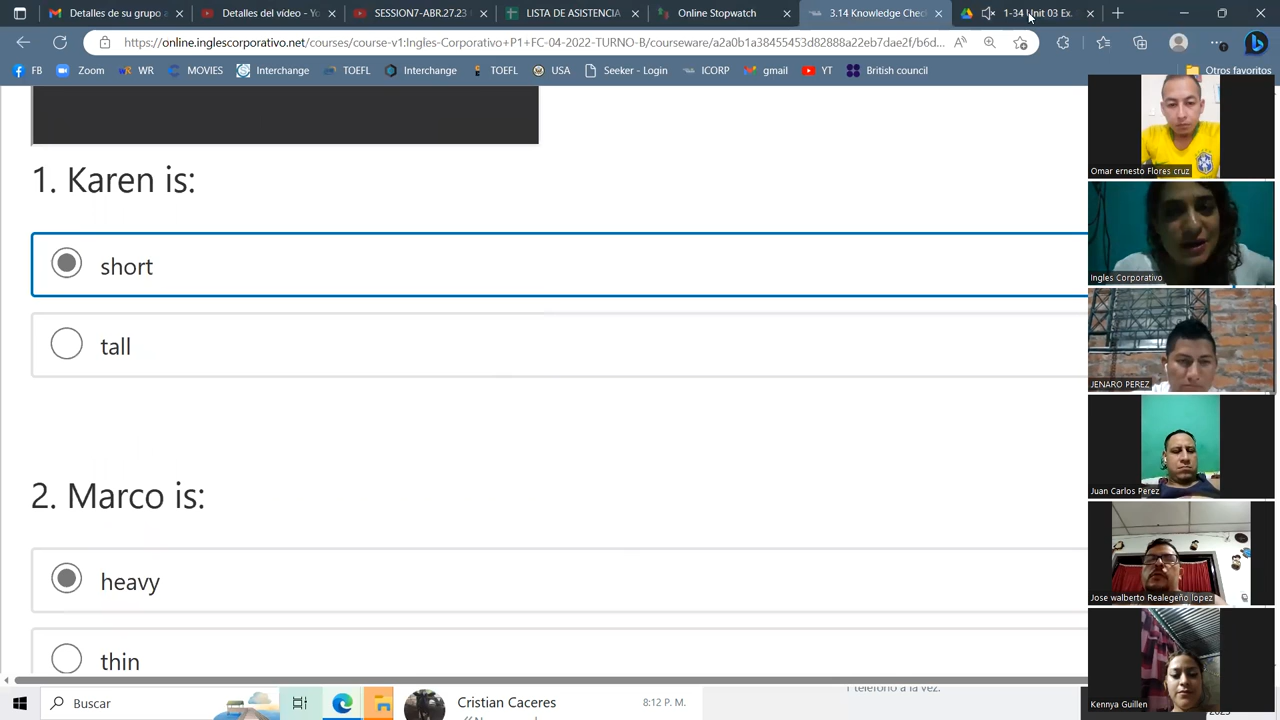 Detalles de su grupo a
Detalles del video - Yo
SESSION7-ABR.27.23
LISTA DE ASISTENCIA
Online Stopwatch
3.14 Knowledge Chec
1-34 Unit 03 Ex.
https://online.inglescorporativo.net/courses/course-v1:Ingles-Corporativo+P1+FC-04-2022-TURNO-B/courseware/a2a0b1a38455453d82888a22eb7dae2f/b6d...
FB
Zoom
WR
MOVIES
Interchange
TOEFL
Interchange
TOEFL
USA
Seeker - Login
ICORP
gmail
YT
British council
Otros favoritos
1. Karen is:
short
tall
2. Marco is:
heavy
thin
Omar ernesto Flores cruz
Ingles Corporativo
JENARO PEREZ
Juan Carlos Perez
Jose walberto Realegeño lopez
Kennya Guillen
1 telefono a la vez.
Buscar
Cristian Caceres
8:12 P. M.